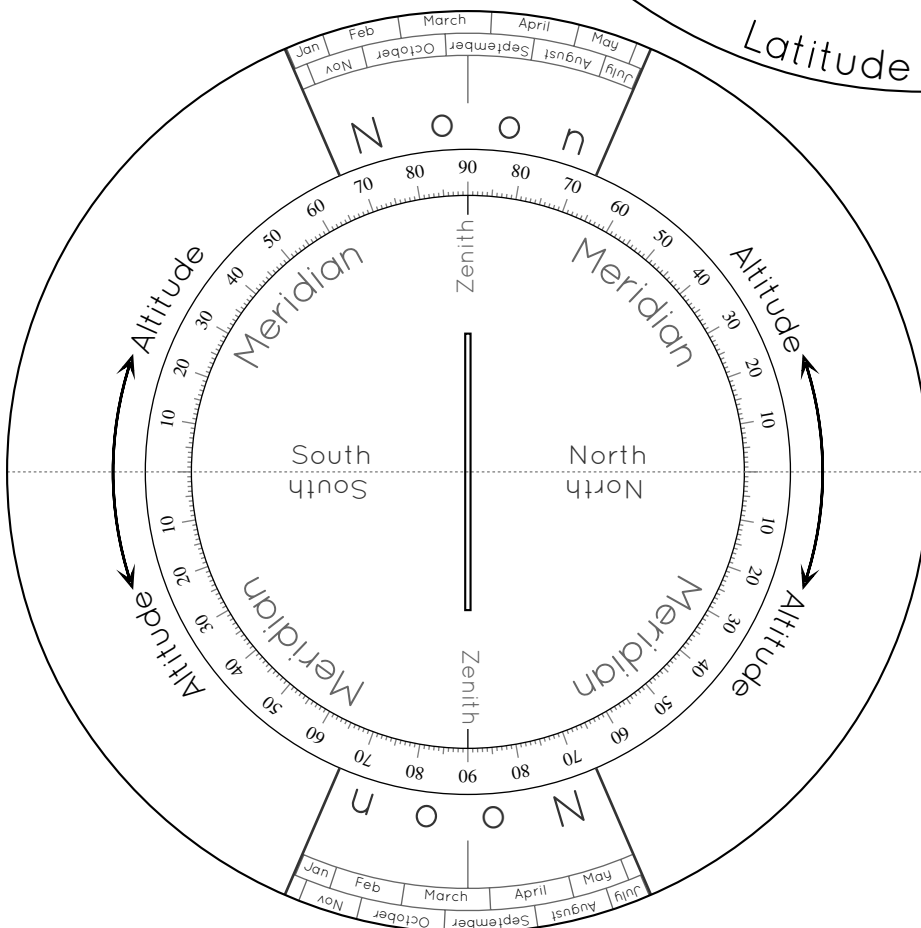 Latitude
Jan Feb March April May
Nov October September August July
Noon
60 70 80 90 80 70 60
50 50
40 40
30 30
20 20
10 10
Altitude
Altitude
Meridian
Meridian
Zenith
South
North
South
North
10 10
20 20
30 30
40 40
50 50
60 70 80 90 80 70 60
Altitude
Altitude
Meridian
Meridian
Zenith
Noon
Jan Feb March April May
Nov October September August July